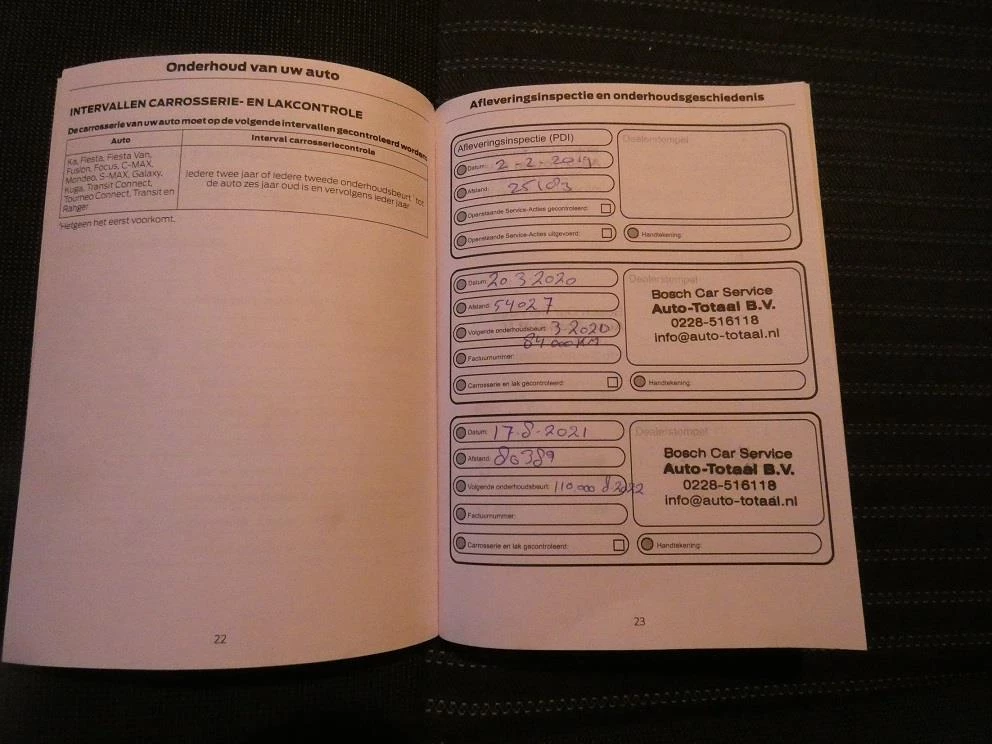 Onderhoud van uw auto
INTERVALLEN CARROSSERIE- EN LAKCONTROLE
De carrosserie van uw auto moet op de volgende intervallen gecontroleerd worden:
Auto
Interval carrosseriecontrole
Ka, Fiesta, Fiesta Van,
Fusion, Focus, C-MAX,
Mondeo, S-MAX, Galaxy,
Kuga, Transit Connect,
Tourneo Connect, Transit en
Ranger
Iedere twee jaar of iedere tweede onderhoudsbeurt* tot
de auto zes jaar oud is en vervolgens ieder jaar
*Hetgeen het eerst voorkomt.
22
Afleveringsinspectie en onderhoudsgeschiedenis
Afleveringsinspectie (PDI)
Datum: 2-2-2019
Afstand: 25183
Openstaande Service-Acties gecontroleerd:
Openstaande Service-Acties uitgevoerd:
Dealerstempel
Handtekening:
Datum: 20-3-2020
Afstand: 54027
Volgende onderhoudsbeurt: 3-2020
84000KM
Factuurnummer:
Carrosserie en lak gecontroleerd:
Dealerstempel
Bosch Car Service
Auto-Totaal B.V.
0228-516118
info@auto-totaal.nl
Handtekening:
Datum: 17-8-2021
Afstand: 80389
Volgende onderhoudsbeurt: 110.000 8-2022
Factuurnummer:
Carrosserie en lak gecontroleerd:
Dealerstempel
Bosch Car Service
Auto-Totaal B.V.
0228-516118
info@auto-totaal.nl
Handtekening:
23